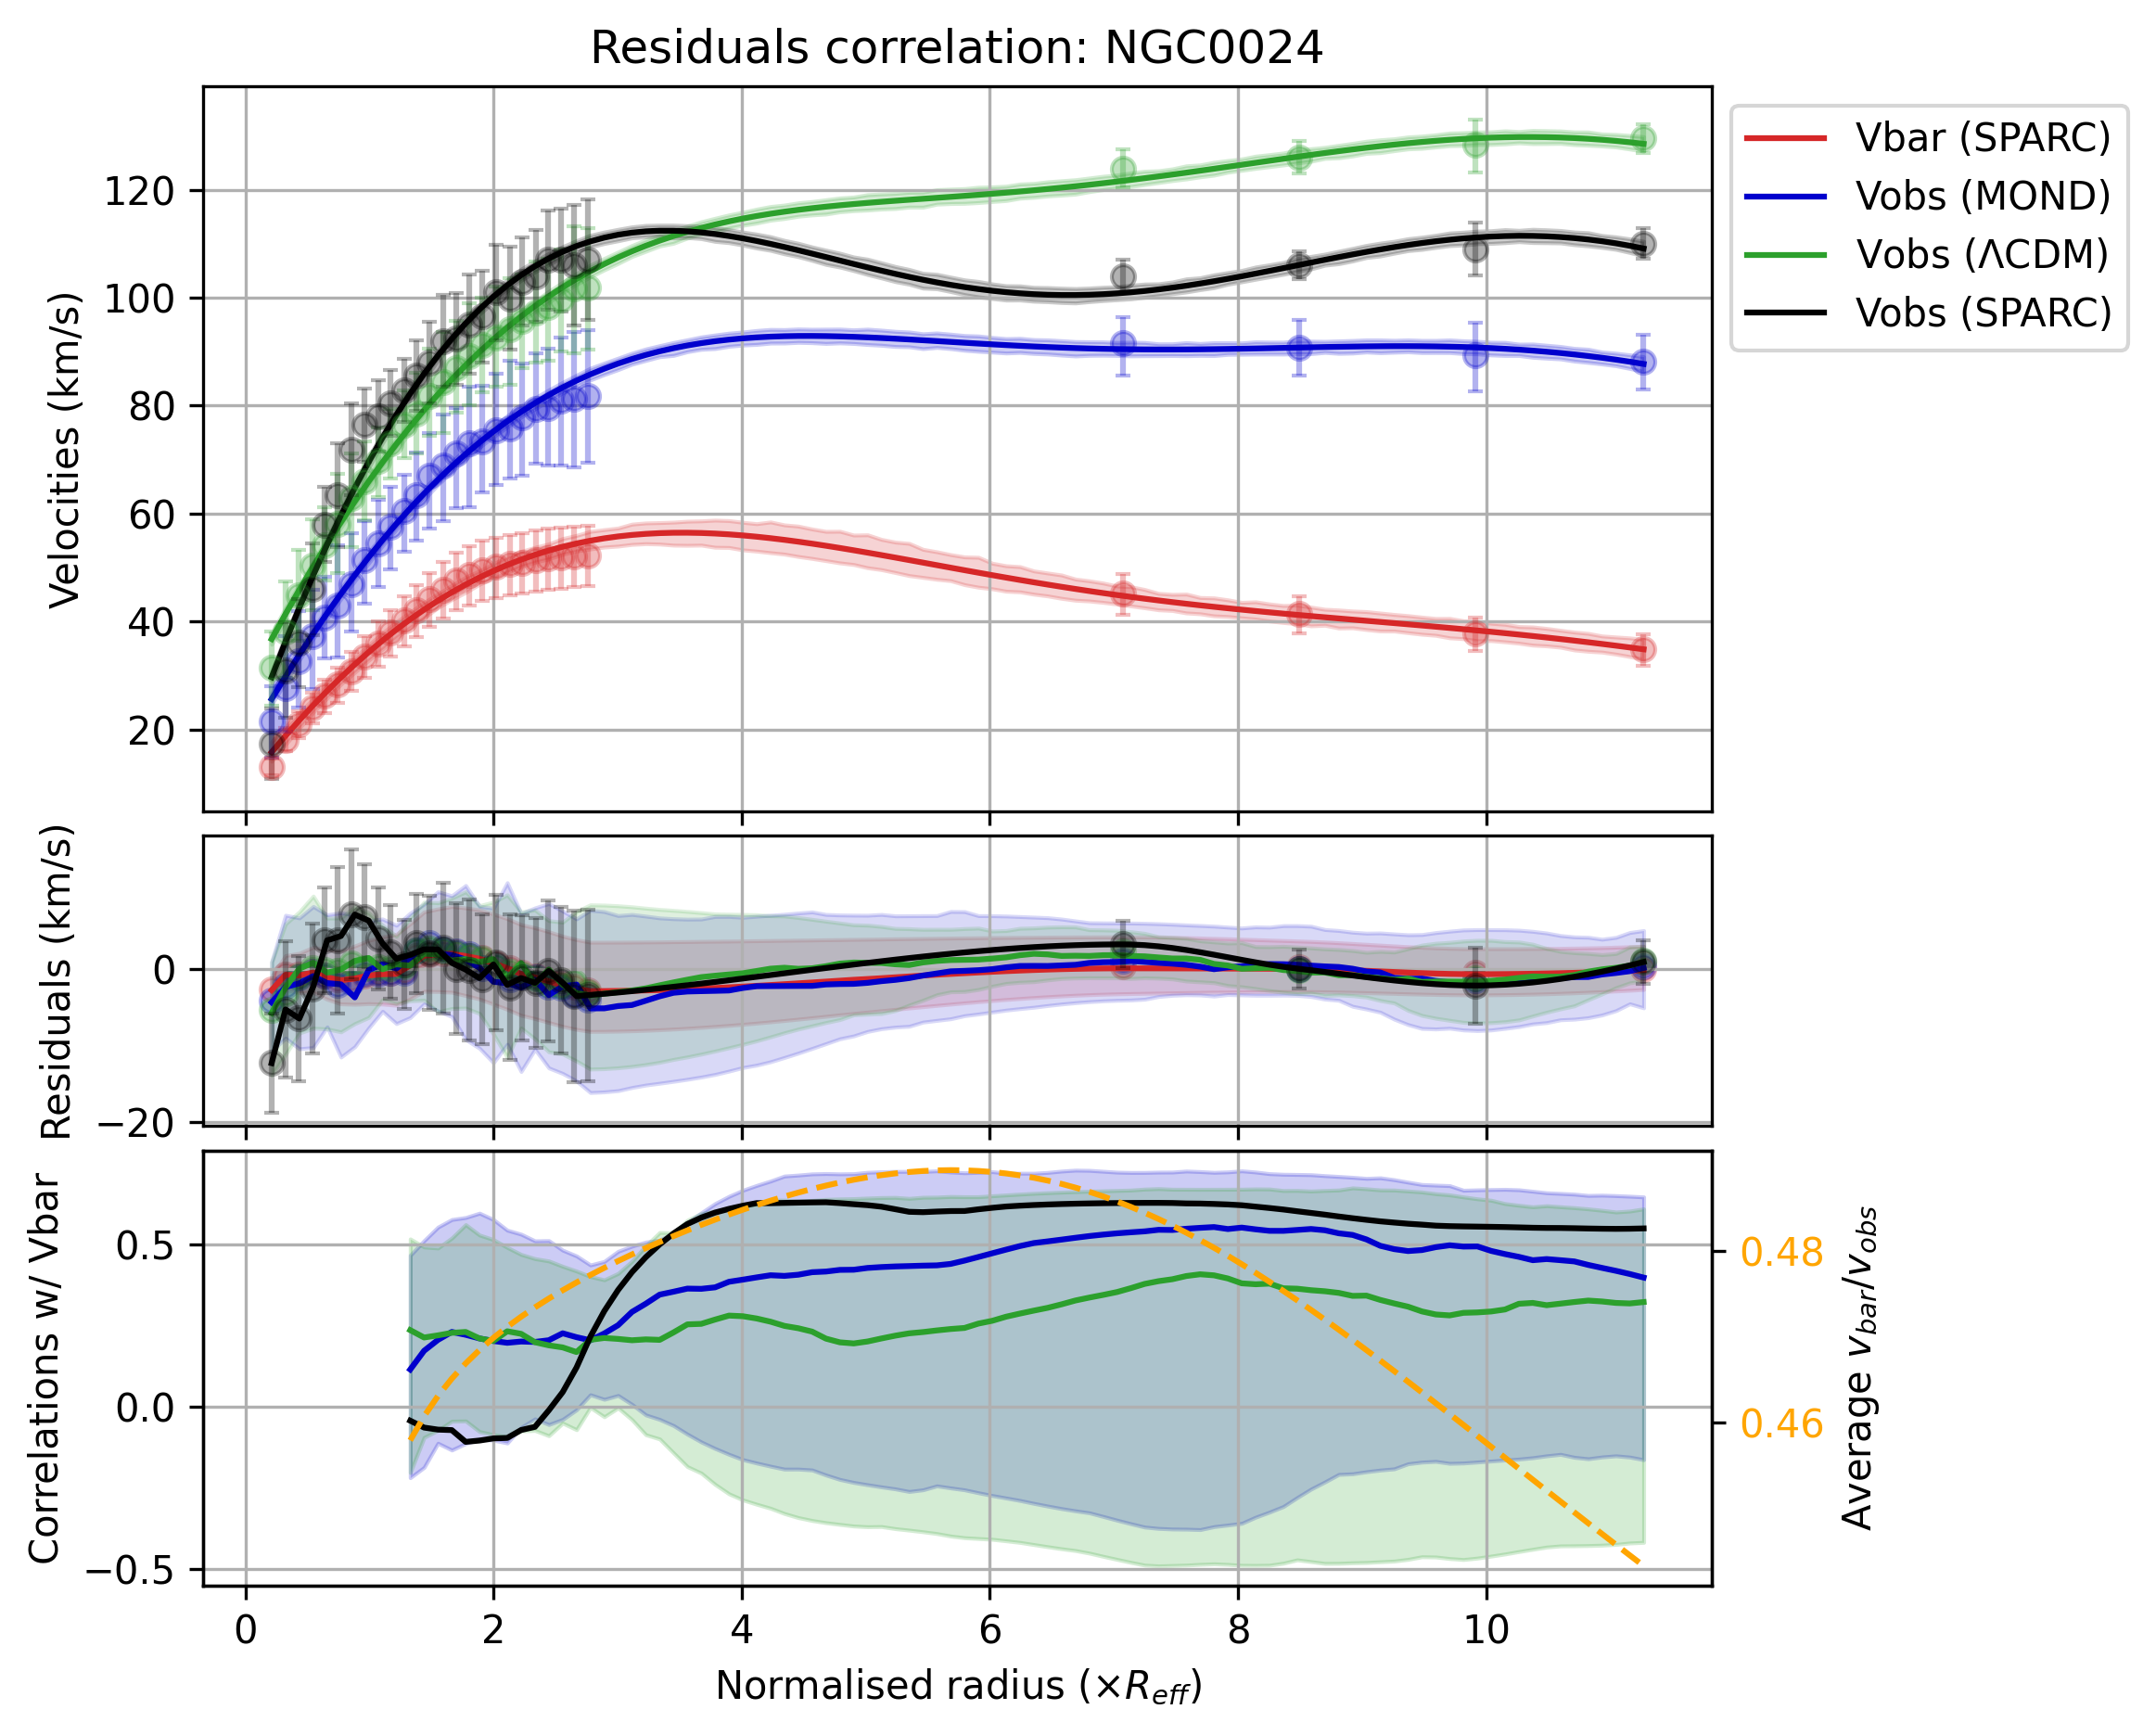 Residuals correlation: NGC0024
Velocities (km/s)
120
100
80
60
40
20
Vbar (SPARC)
Vobs (MOND)
Vobs (ΛCDM)
Vobs (SPARC)
Residuals (km/s)
0
−20
Correlations w/ Vbar
0.5
0.0
−0.5
0.48
0.46
Average v_bar/v_obs
0 2 4 6 8 10
Normalised radius (×R_eff)